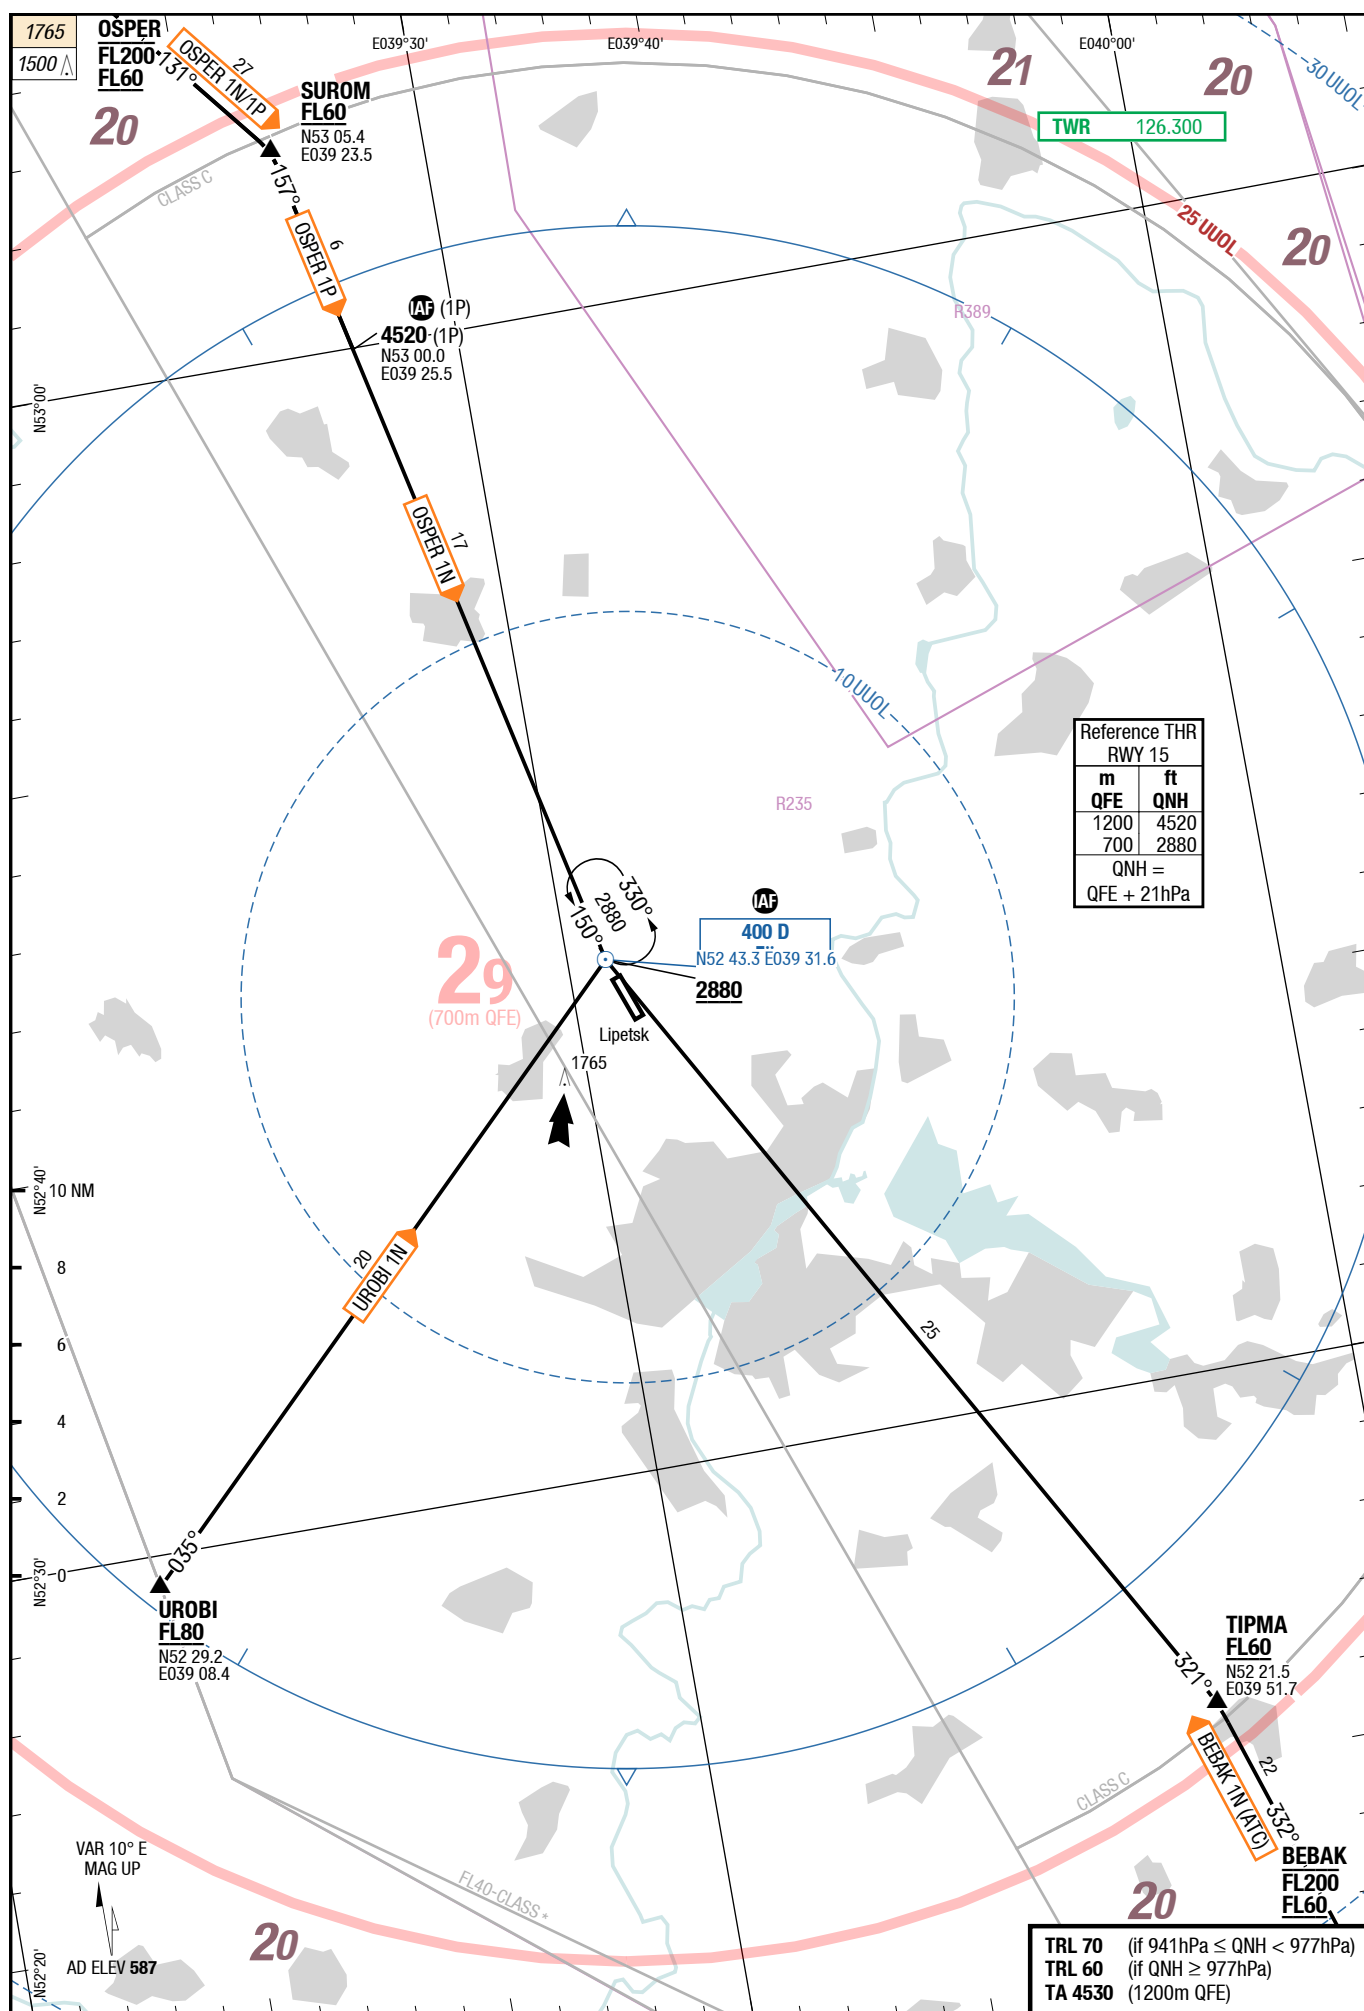 1765
1500
OSPER
FL200
FL60
131°
27
OSPER 1N/1P
SUROM
FL60
N53 05.4
E039 23.5
E039°30'
E039°40'
E040°00'
21
20
30 UUOL
20
TWR 126.300
CLASS C
157°
6
OSPER 1P
25 UUOL
20
IAF (1P)
4520 (1P)
N53 00.0
E039 25.5
R389
N53°00'
17
OSPER 1N
10 UUOL
Reference THR
RWY 15
m ft
QFE QNH
1200 4520
700 2880
QNH =
QFE + 21hPa
R235
330°
2880
150°
IAF
400 D
N52 43.3 E039 31.6
2880
29
(700m QFE)
Lipetsk
1765
N52°40'
10 NM
8
6
4
2
0
20
UROBI 1N
25
035°
N52°30'
UROBI
FL80
N52 29.2
E039 08.4
321°
TIPMA
FL60
N52 21.5
E039 51.7
22
BEBAK 1N (ATC)
332°
CLASS C
BEBAK
FL200
FL60
VAR 10° E
MAG UP
FL40-CLASS *
20
20
AD ELEV 587
N52°20'
TRL 70 (if 941hPa ≤ QNH < 977hPa)
TRL 60 (if QNH ≥ 977hPa)
TA 4530 (1200m QFE)